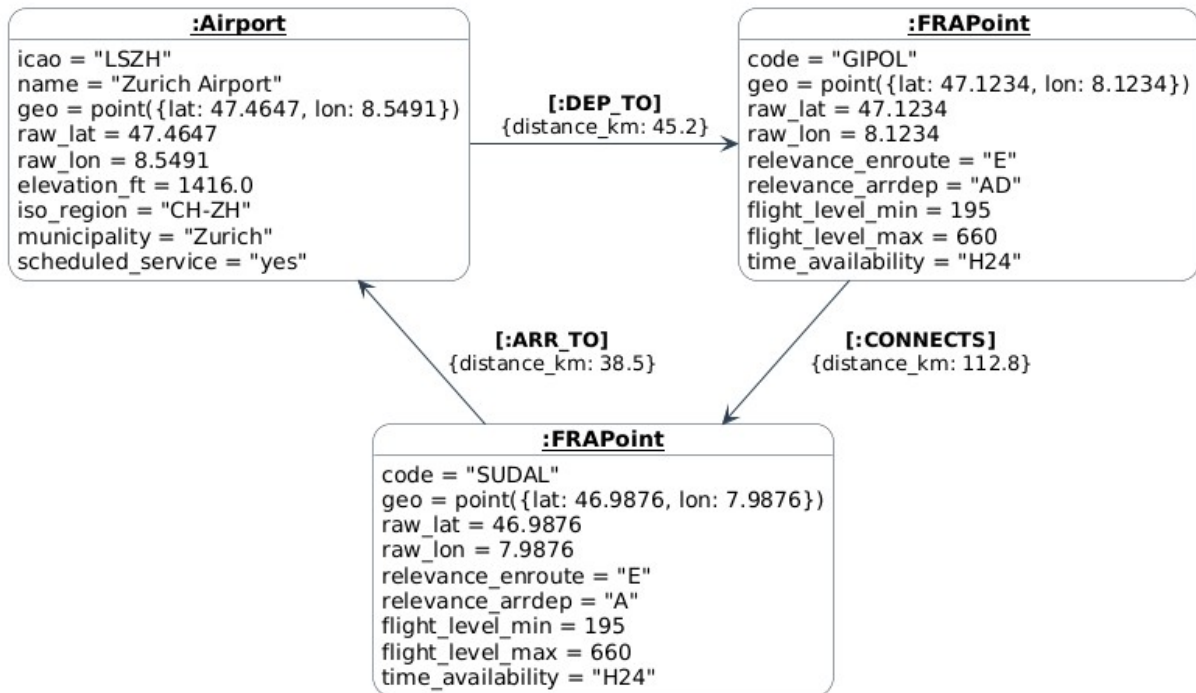 :Airport
icao = "LSZH"
name = "Zurich Airport"
geo = point({lat: 47.4647, lon: 8.5491})
raw_lat = 47.4647
raw_lon = 8.5491
elevation_ft = 1416.0
iso_region = "CH-ZH"
municipality = "Zurich"
scheduled_service = "yes"
[:DEP_TO]
{distance_km: 45.2}
:FRAPoint
code = "GIPOL"
geo = point({lat: 47.1234, lon: 8.1234})
raw_lat = 47.1234
raw_lon = 8.1234
relevance_enroute = "E"
relevance_arrdep = "AD"
flight_level_min = 195
flight_level_max = 660
time_availability = "H24"
[:ARR_TO]
{distance_km: 38.5}
[:CONNECTS]
{distance_km: 112.8}
:FRAPoint
code = "SUDAL"
geo = point({lat: 46.9876, lon: 7.9876})
raw_lat = 46.9876
raw_lon = 7.9876
relevance_enroute = "E"
relevance_arrdep = "A"
flight_level_min = 195
flight_level_max = 660
time_availability = "H24"